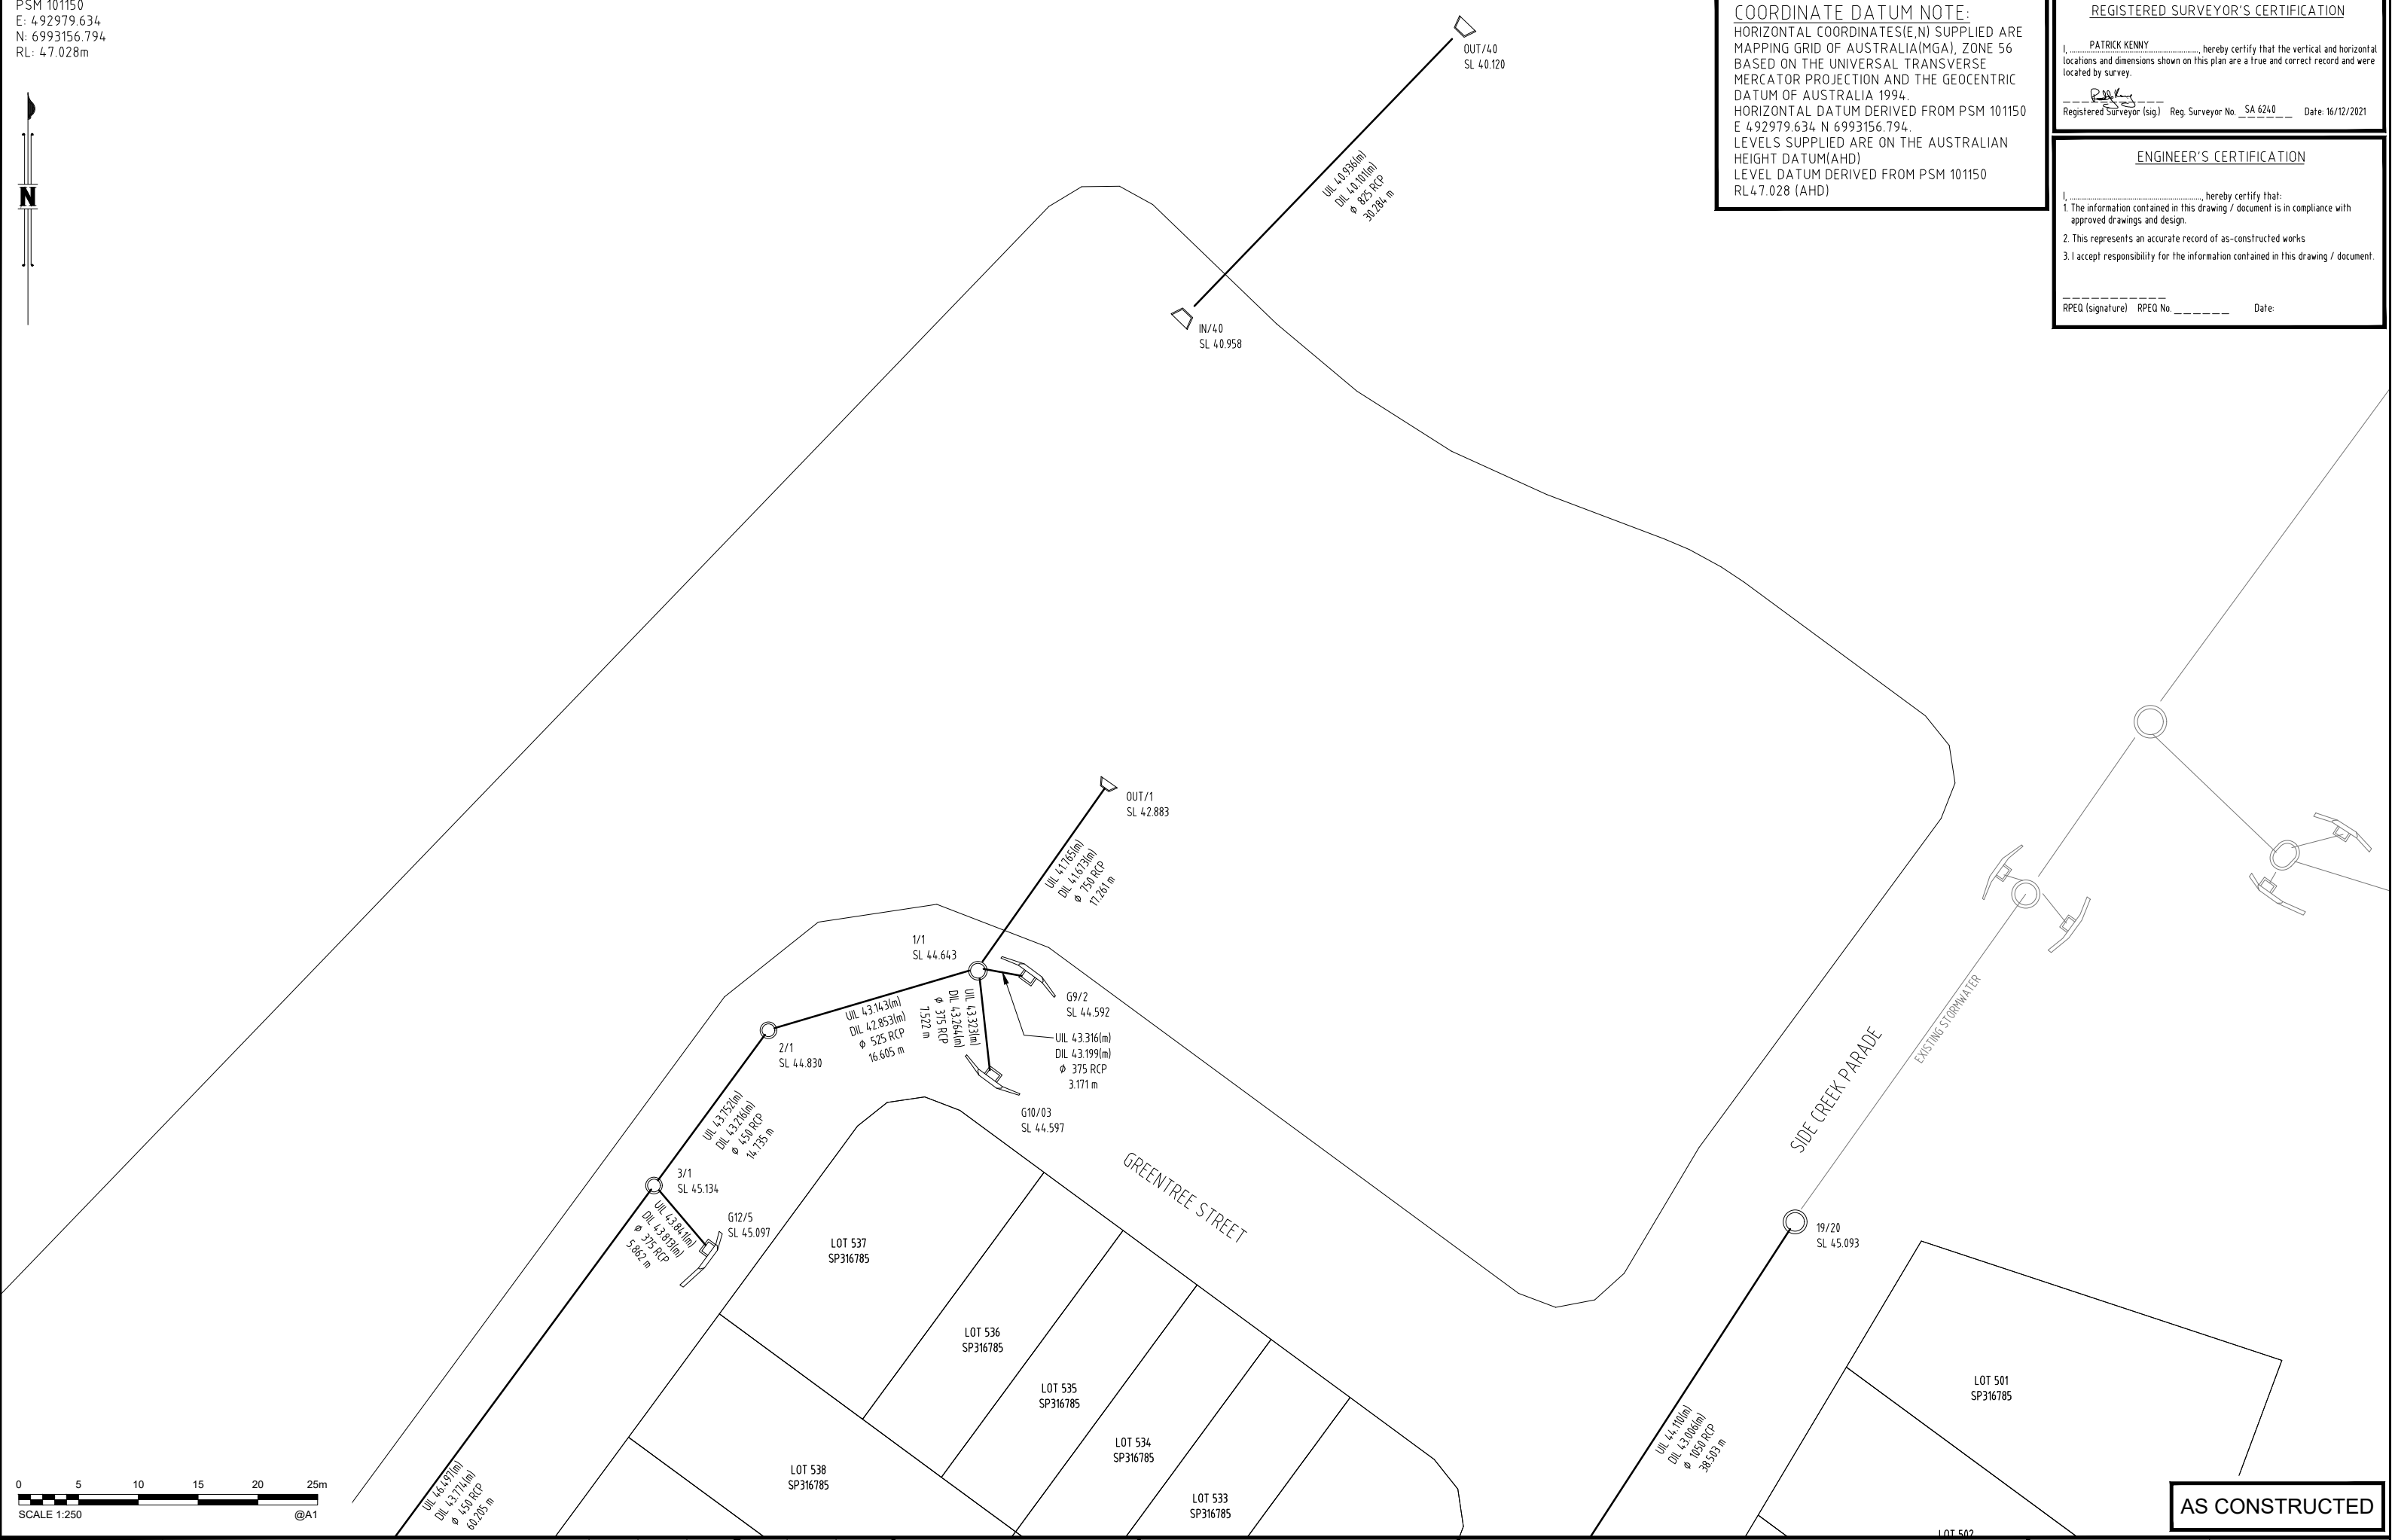 PSM 101150
E: 492979.634
N: 6993156.794
RL: 47.028m
N
COORDINATE DATUM NOTE:
HORIZONTAL COORDINATES(E,N) SUPPLIED ARE
MAPPING GRID OF AUSTRALIA(MGA), ZONE 56
BASED ON THE UNIVERSAL TRANSVERSE
MERCATOR PROJECTION AND THE GEOCENTRIC
DATUM OF AUSTRALIA 1994.
HORIZONTAL DATUM DERIVED FROM PSM 101150
E 492979.634 N 6993156.794.
LEVELS SUPPLIED ARE ON THE AUSTRALIAN
HEIGHT DATUM(AHD)
LEVEL DATUM DERIVED FROM PSM 101150
RL47.028 (AHD)
REGISTERED SURVEYOR'S CERTIFICATION
I, PATRICK KENNY, hereby certify that the vertical and horizontal
locations and dimensions shown on this plan are a true and correct record and were
located by survey.
Registered Surveyor (sig.) Reg. Surveyor No. SA 6240 Date: 16/12/2021
ENGINEER'S CERTIFICATION
I, , hereby certify that:
1. The information contained in this drawing / document is in compliance with
approved drawings and design.
2. This represents an accurate record of as-constructed works
3. I accept responsibility for the information contained in this drawing / document.
RPEQ (signature) RPEQ No. Date:
OUT/40
SL 40.120
UIL 40.936(m)
DIL 40.101(m)
ϕ 825 RCP
30.284 m
IN/40
SL 40.958
OUT/1
SL 42.883
UIL 41.765(m)
DIL 41.673(m)
ϕ 750 RCP
17.261 m
1/1
SL 44.643
G9/2
SL 44.592
UIL 43.143(m)
DIL 42.853(m)
ϕ 525 RCP
16.605 m
UIL 43.323(m)
DIL 43.264(m)
ϕ 375 RCP
7.522 m
UIL 43.316(m)
DIL 43.199(m)
ϕ 375 RCP
3.171 m
2/1
SL 44.830
G10/03
SL 44.597
UIL 43.752(m)
DIL 43.216(m)
ϕ 450 RCP
14.735 m
3/1
SL 45.134
G12/5
SL 45.097
UIL 43.841(m)
DIL 43.813(m)
ϕ 375 RCP
5.862 m
GREENTREE STREET
SIDE CREEK PARADE
EXISTING STORMWATER
19/20
SL 45.093
LOT 537
SP316785
LOT 536
SP316785
LOT 535
SP316785
LOT 534
SP316785
LOT 533
SP316785
LOT 538
SP316785
LOT 501
SP316785
LOT 502
UIL 44.110(m)
DIL 43.006(m)
ϕ 1050 RCP
38.503 m
UIL 46.497(m)
DIL 43.774(m)
ϕ 450 RCP
60.205 m
0 5 10 15 20 25m
SCALE 1:250 @A1
AS CONSTRUCTED